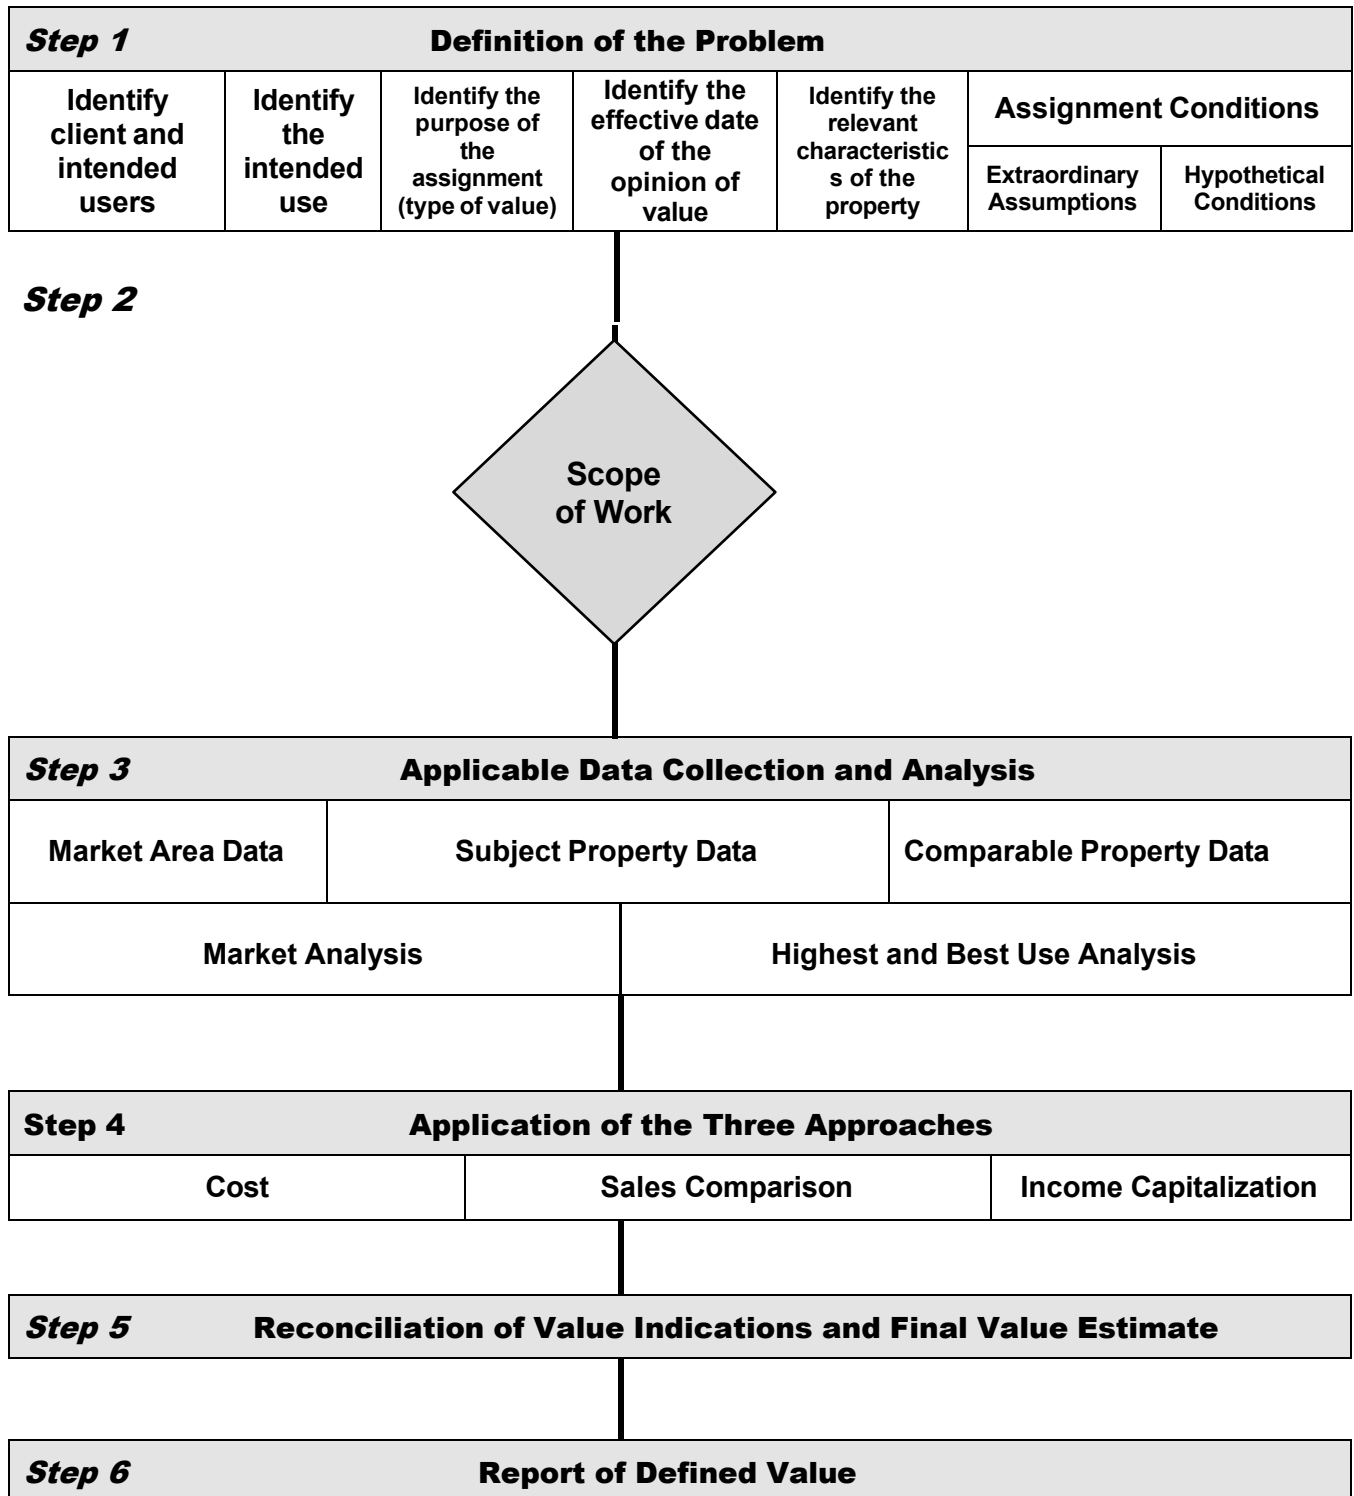 Step 1 Definition of the Problem
Identify
client and
intended
users
Identify
the
intended
use
Identify the
purpose of
the
assignment
(type of value)
Identify the
effective date
of the
opinion of
value
Identify the
relevant
characteristic
s of the
property
Assignment Conditions
Extraordinary
Assumptions
Hypothetical
Conditions
Step 2
Scope
of Work
Step 3 Applicable Data Collection and Analysis
Market Area Data
Subject Property Data
Comparable Property Data
Market Analysis
Highest and Best Use Analysis
Step 4 Application of the Three Approaches
Cost
Sales Comparison
Income Capitalization
Step 5 Reconciliation of Value Indications and Final Value Estimate
Step 6 Report of Defined Value